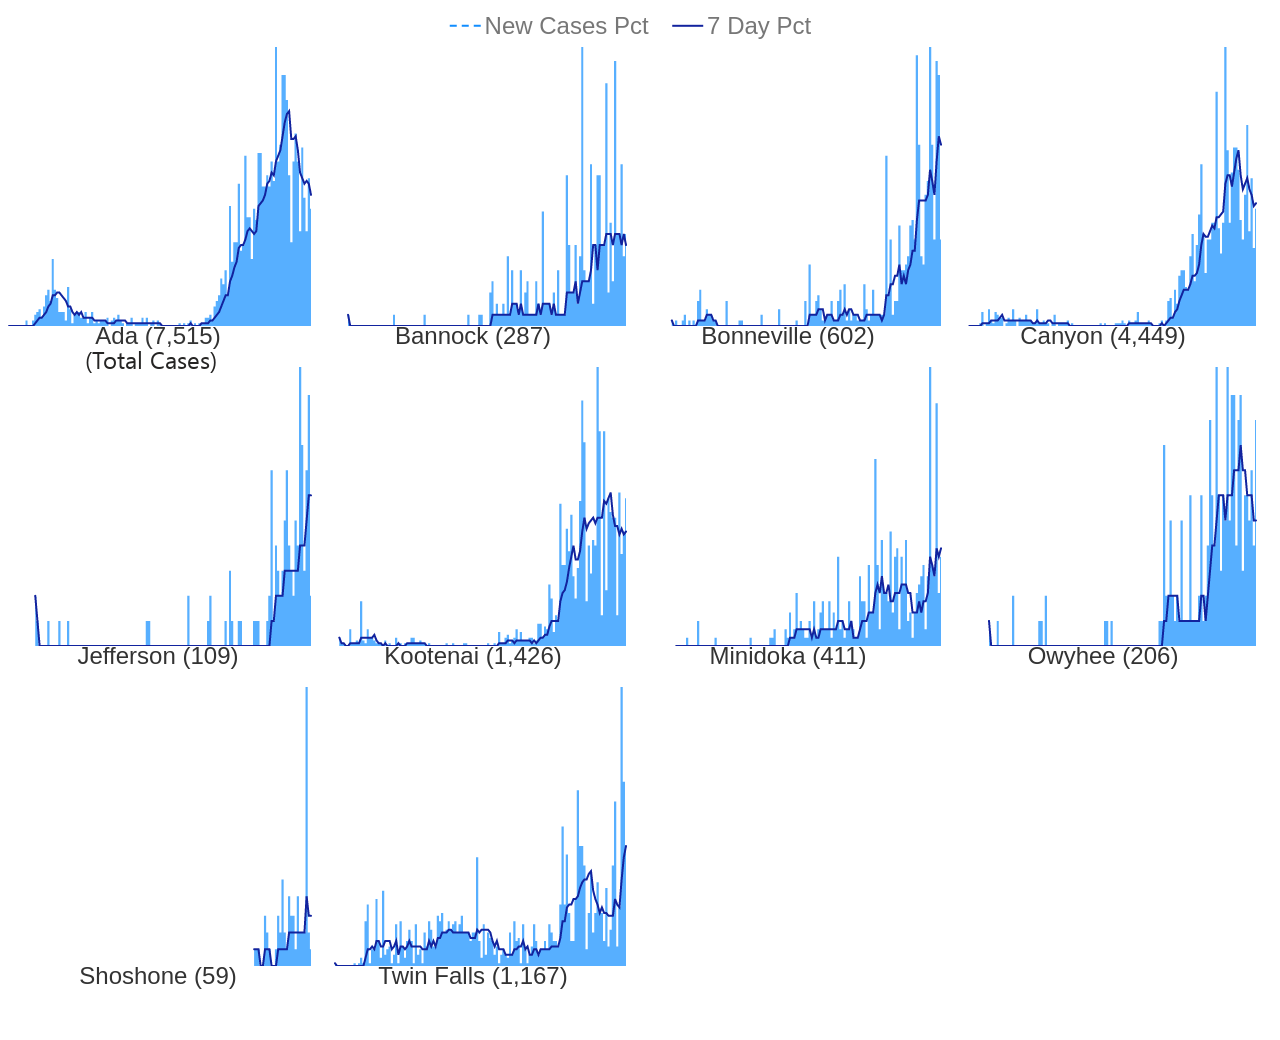 New Cases Pct 7 Day Pct
Ada (7,515)
(Total Cases)
Bannock (287)
Bonneville (602)
Canyon (4,449)
Jefferson (109)
Kootenai (1,426)
Minidoka (411)
Owyhee (206)
Shoshone (59)
Twin Falls (1,167)